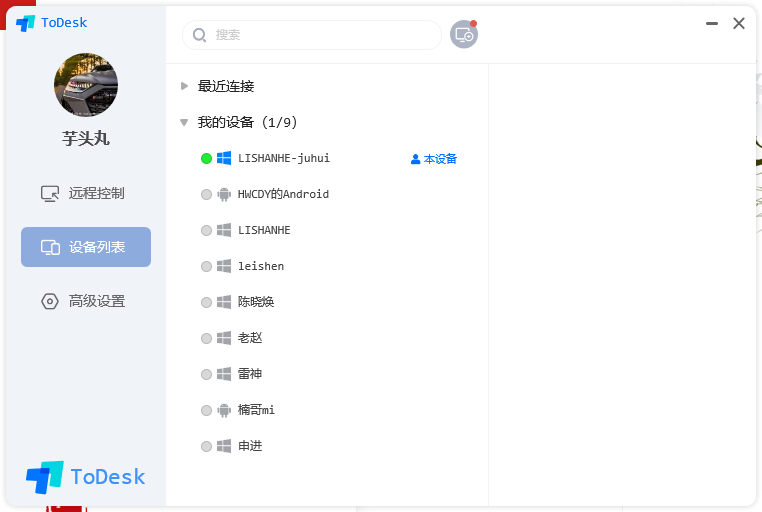 ToDesk
搜索
芋头丸
远程控制
设备列表
高级设置
ToDesk
最近连接
我的设备 (1/9)
LISHANHE-juhui 本设备
HWCDY的Android
LISHANHE
leishen
陈晓焕
老赵
雷神
楠哥mi
申进